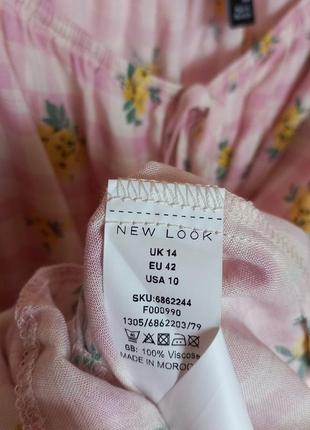 NEW LOOK
UK 14
EU 42
USA 10
SKU:6862244
F000990
1305/6862203/79
GB: 100% Viscose
MADE IN MOROC